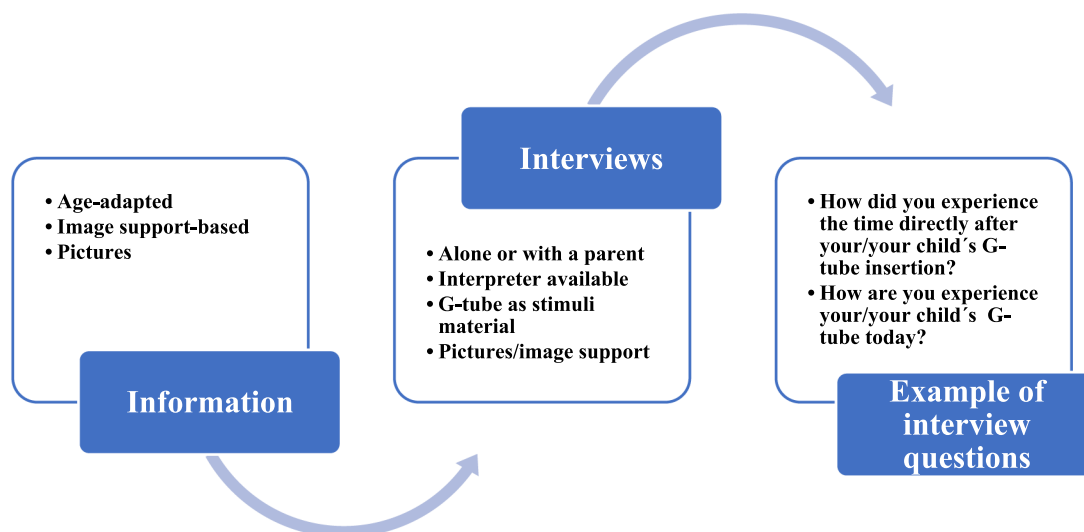 • Age-adapted
• Image support-based
• Pictures
Information
Interviews
• Alone or with a parent
• Interpreter available
• G-tube as stimuli
material
• Pictures/image support
• How did you experience
the time directly after
your/your child´s G-
tube insertion?
• How are you experience
your/your child´s G-
tube today?
Example of
interview
questions